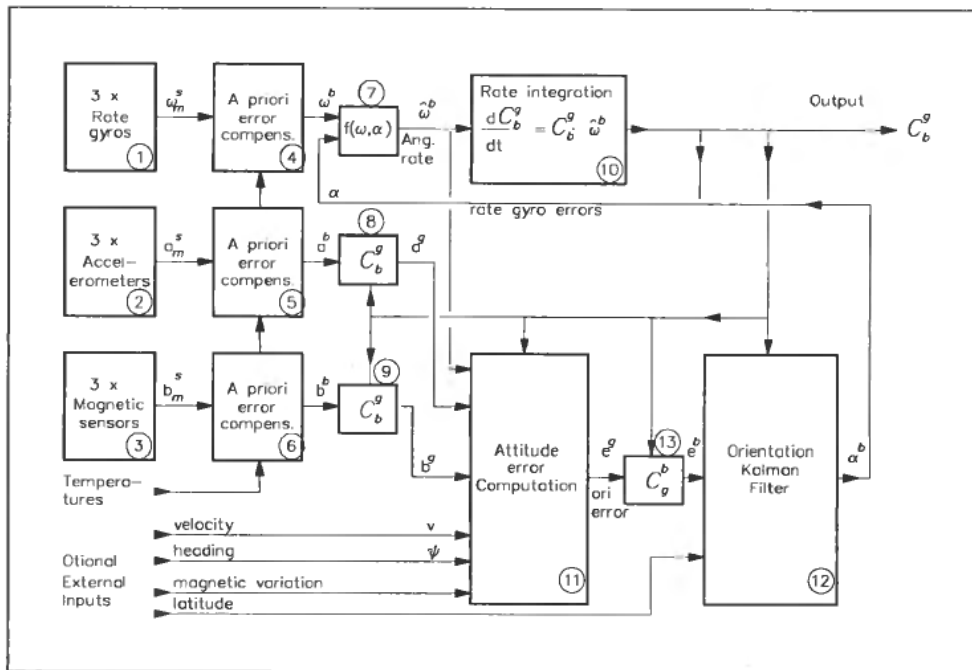 3 x
Rate
gyros
1
ω_m^s
A priori
error
compens.
4
ω^b
7
f(ω,α)
ω̂^b
Ang.
rate
Rate integration
dC_b^g/dt = C_b^g ω̂^b
10
Output
C_b^g
α
rate gyro errors
3 x
Accel-
erometers
2
a_m^s
A priori
error
compens.
5
a^b
8
C_b^g
a^g
3 x
Magnetic
sensors
3
b_m^s
A priori
error
compens.
6
b^b
9
C_b^g
b^g
Attitude
error
Computation
11
e^g
ori
error
13
C_g^b
e^b
Orientation
Kalman
Filter
12
α^b
Tempera-
tures
velocity v
heading ψ
magnetic variation
latitude
Otional
External
Inputs